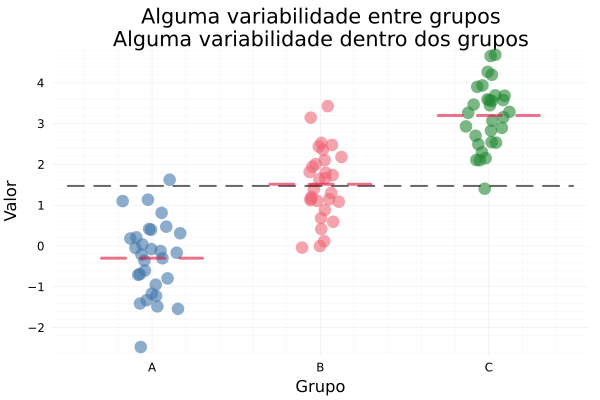 Alguma variabilidade entre grupos
Alguma variabilidade dentro dos grupos
Valor
4
3
2
1
0
−1
−2
A
B
C
Grupo